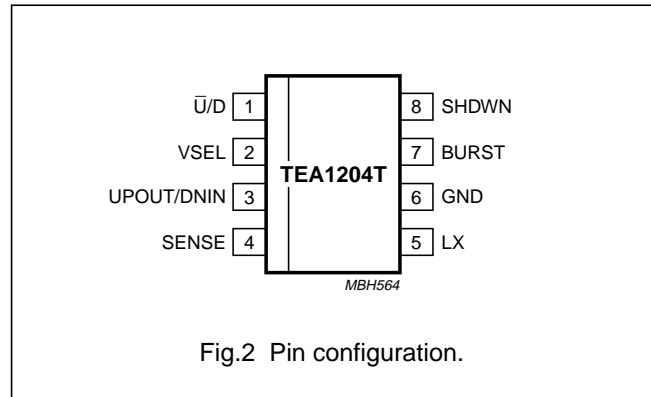 U̅/D 1
VSEL 2
UPOUT/DNIN 3
SENSE 4
TEA1204T
8 SHDWN
7 BURST
6 GND
5 LX
MBH564
Fig.2 Pin configuration.